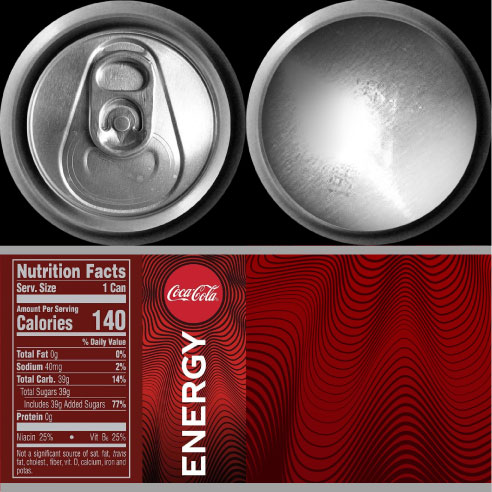 Nutrition Facts
Serv. Size 1 Can
Amount Per Serving
Calories 140
% Daily Value
Total Fat 0g 0%
Sodium 40mg 2%
Total Carb. 39g 14%
Total Sugars 39g
Includes 39g Added Sugars 77%
Protein 0g
Niacin 25% • Vit B₆ 25%
Not a significant source of sat. fat, trans
fat, cholest., fiber, vit. D, calcium, iron and
potas.
Coca-Cola
ENERGY